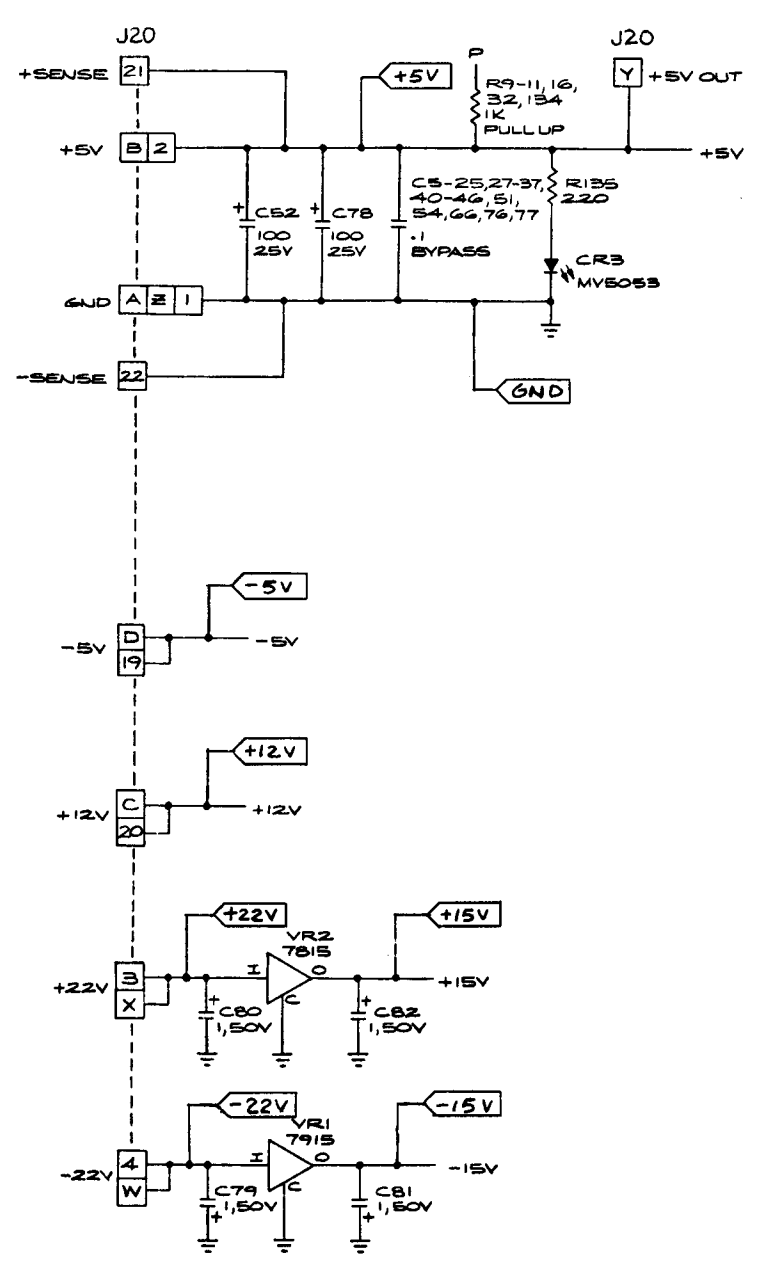 J20
J20
+SENSE 21
+5V
P
R9-11,16,
32,134
1K
PULLUP
Y +5V OUT
+5V B 2
+5V
+ C52
100
25V
+ C78
100
25V
C5-25,27-37,
40-46,51,
54,66,76,77
.1
BYPASS
R135
220
CR3
MV5053
GND A Z 1
-SENSE 22
GND
-5V
-5V D
19
-5V
+12V
+12V C
20
+12V
+22V
+15V
VR2
7815
+22V 3
X
I O
C
+15V
+ C80
1,50V
+ C82
1,50V
-22V
-15V
VR1
7915
-22V 4
W
I O
C
-15V
C79
1,50V
+
C81
1,50V
+